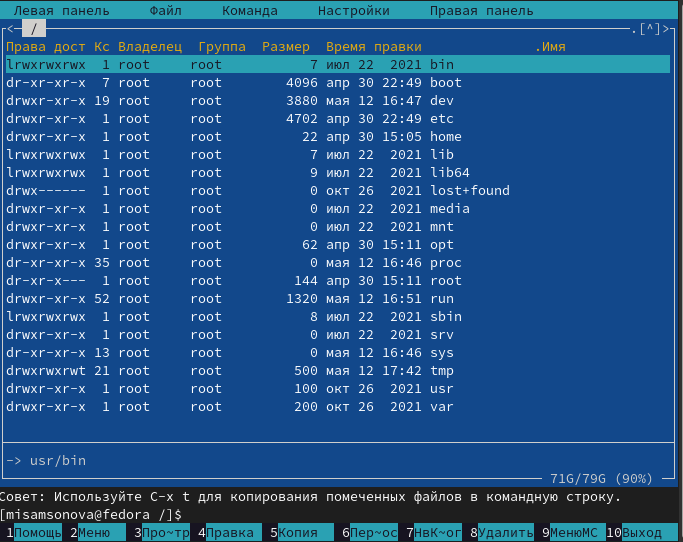 Левая панель     Файл     Команда     Настройки     Правая панель
<─ / ─.[^]>
Права дост Кс Владелец  Группа  Размер  Время правки  .Имя
lrwxrwxrwx  1 root  root  7 июл 22  2021 bin
dr-xr-xr-x  7 root  root  4096 апр 30 22:49 boot
drwxr-xr-x 19 root  root  3880 мая 12 16:47 dev
drwxr-xr-x  1 root  root  4702 апр 30 22:49 etc
drwxr-xr-x  1 root  root  22 апр 30 15:05 home
lrwxrwxrwx  1 root  root  7 июл 22  2021 lib
lrwxrwxrwx  1 root  root  9 июл 22  2021 lib64
drwx------  1 root  root  0 окт 26  2021 lost+found
drwxr-xr-x  1 root  root  0 июл 22  2021 media
drwxr-xr-x  1 root  root  0 июл 22  2021 mnt
drwxr-xr-x  1 root  root  62 апр 30 15:11 opt
dr-xr-xr-x 35 root  root  0 мая 12 16:46 proc
dr-xr-x---  1 root  root  144 апр 30 15:11 root
drwxr-xr-x 52 root  root  1320 мая 12 16:51 run
lrwxrwxrwx  1 root  root  8 июл 22  2021 sbin
drwxr-xr-x  1 root  root  0 июл 22  2021 srv
dr-xr-xr-x 13 root  root  0 мая 12 16:46 sys
drwxrwxrwt 21 root  root  500 мая 12 17:42 tmp
drwxr-xr-x  1 root  root  100 окт 26  2021 usr
drwxr-xr-x  1 root  root  200 окт 26  2021 var
-> usr/bin
71G/79G (90%)
Совет: Используйте C-x t для копирования помеченных файлов в командную строку.
[misamsonova@fedora /]$
1Помощь 2Меню 3Про~тр 4Правка 5Копия 6Пер~ос 7НвК~ог 8Удалить 9МенюMC 10Выход